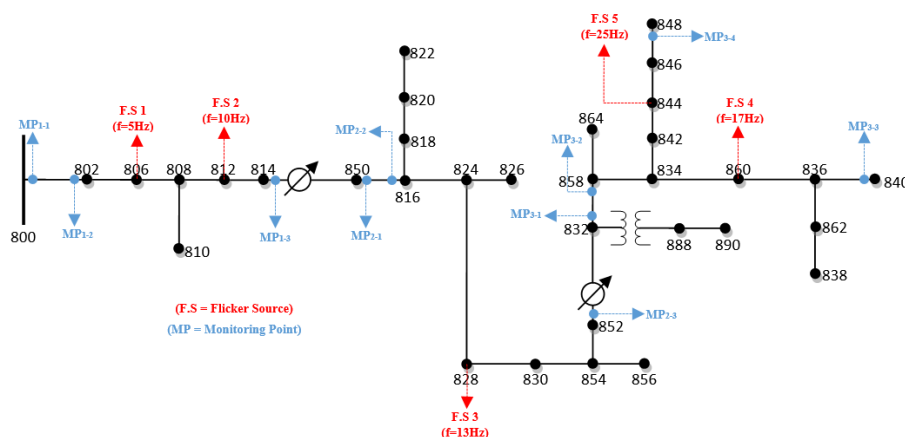 F.S 5
(f=25Hz)
848
MP3-4
822
846
F.S 1
(f=5Hz)
F.S 2
(f=10Hz)
820
844
F.S 4
(f=17Hz)
864
MP1-1
MP2-2
818
MP3-2
842
MP3-3
802
806
808
812
814
850
816
824
826
858
834
860
836
840
800
MP1-2
810
MP1-3
MP2-1
MP3-1
832
888
890
862
838
(F.S = Flicker Source)
(MP = Monitoring Point)
852
MP2-3
828
830
854
856
F.S 3
(f=13Hz)